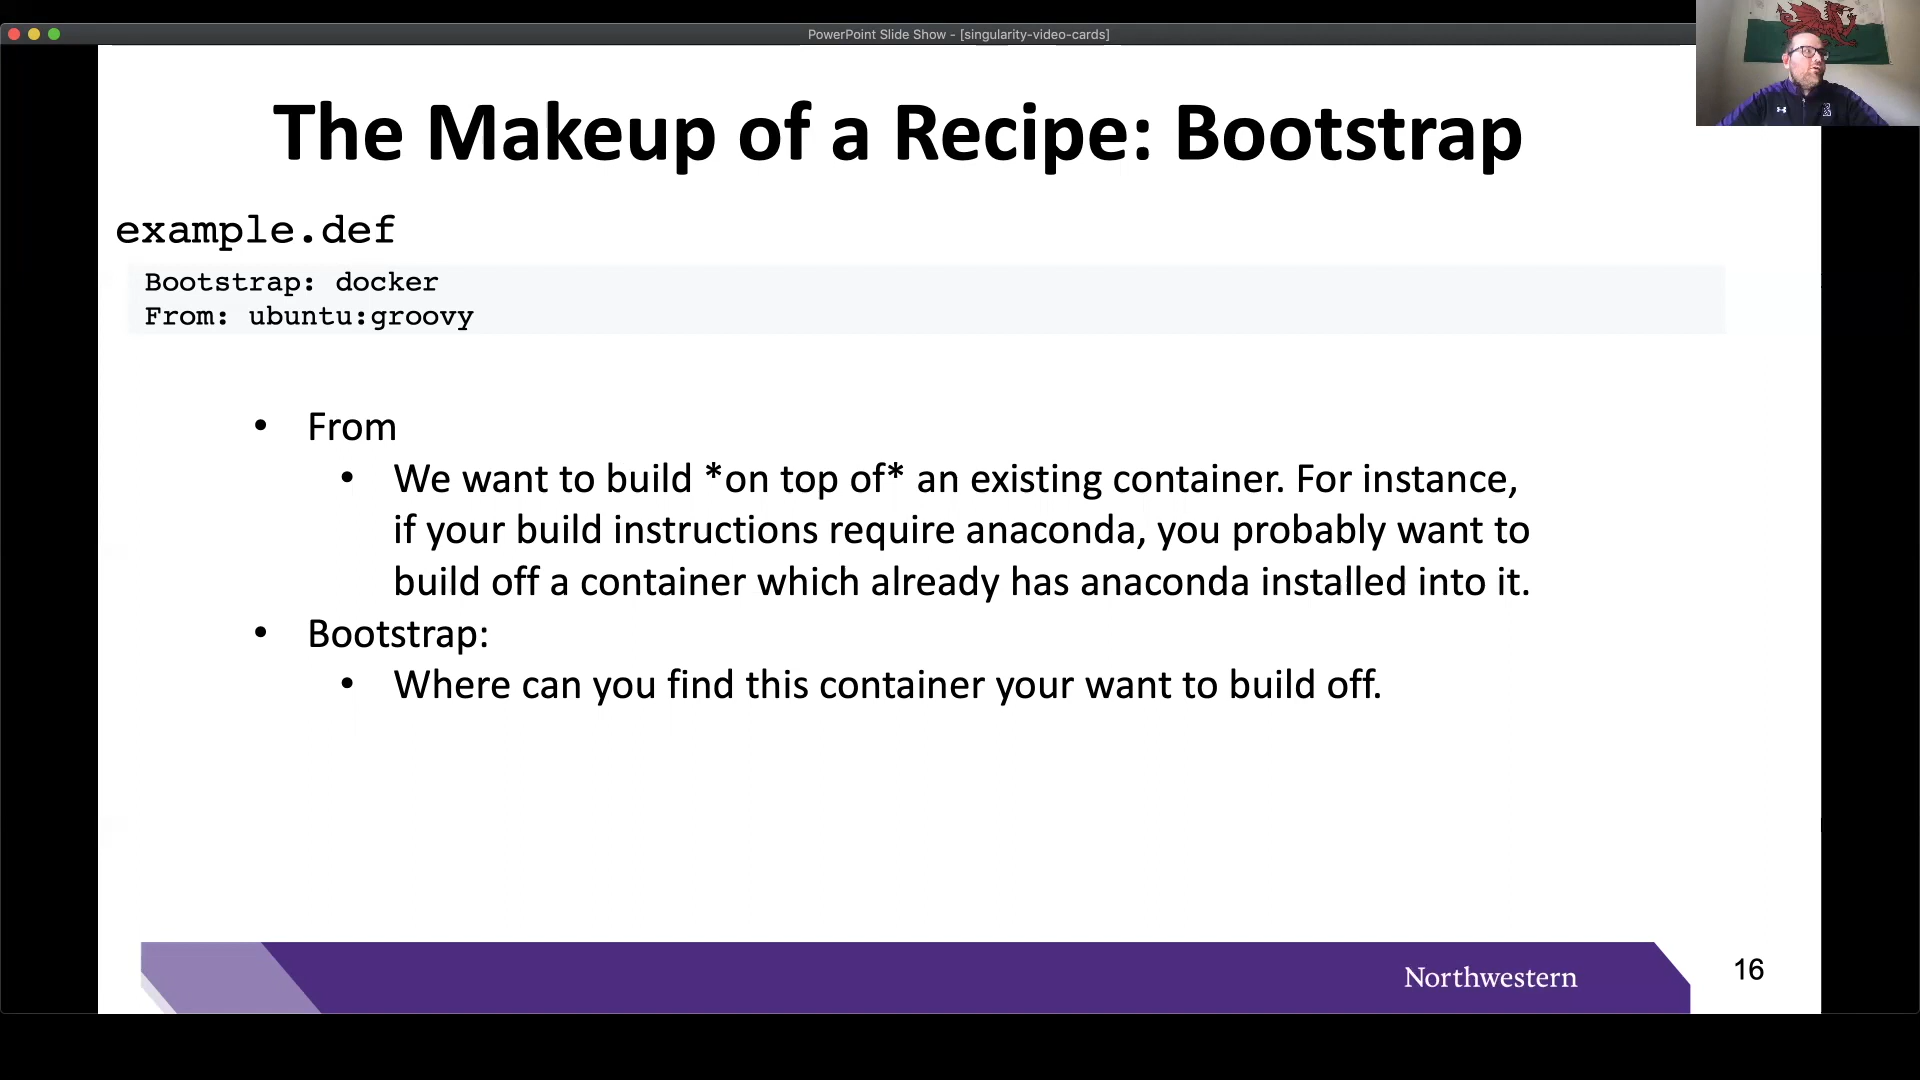 PowerPoint Slide Show - [singularity-video-cards]
The Makeup of a Recipe: Bootstrap
example.def
Bootstrap: docker
From: ubuntu:groovy
• From
• We want to build *on top of* an existing container. For instance,
if your build instructions require anaconda, you probably want to
build off a container which already has anaconda installed into it.
• Bootstrap:
• Where can you find this container your want to build off.
Northwestern
16